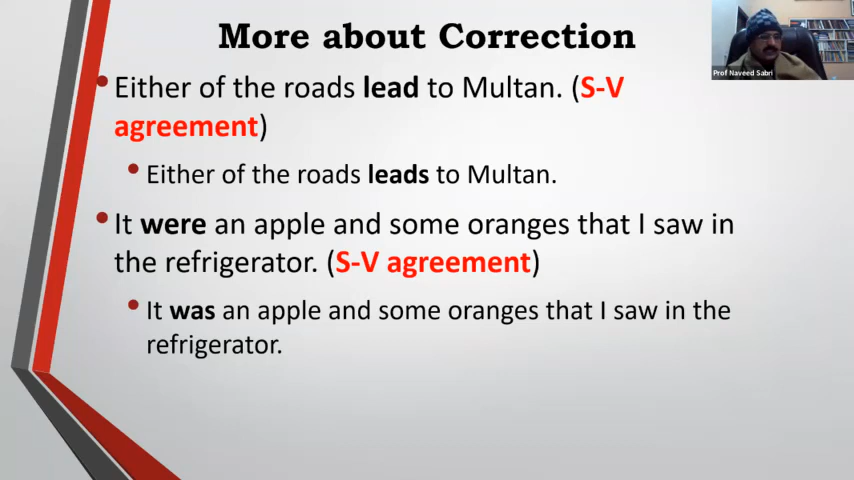 More about Correction
Prof Naveed Sabri
• Either of the roads lead to Multan. (S-V
agreement)
• Either of the roads leads to Multan.
• It were an apple and some oranges that I saw in
the refrigerator. (S-V agreement)
• It was an apple and some oranges that I saw in the
refrigerator.